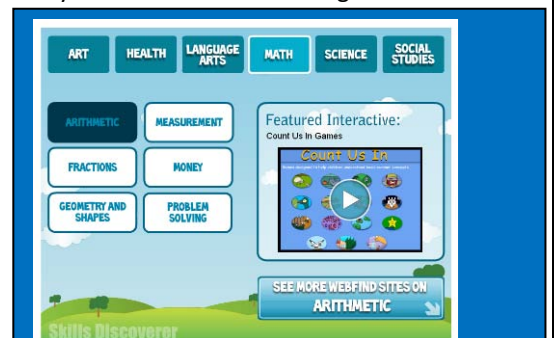 ART HEALTH LANGUAGE ARTS MATH SCIENCE SOCIAL STUDIES
ARITHMETIC MEASUREMENT
FRACTIONS MONEY
GEOMETRY AND SHAPES PROBLEM SOLVING
Featured Interactive:
Count Us In Games
Count Us In
SEE MORE WEBFIND SITES ON
ARITHMETIC
Skills Discoverer